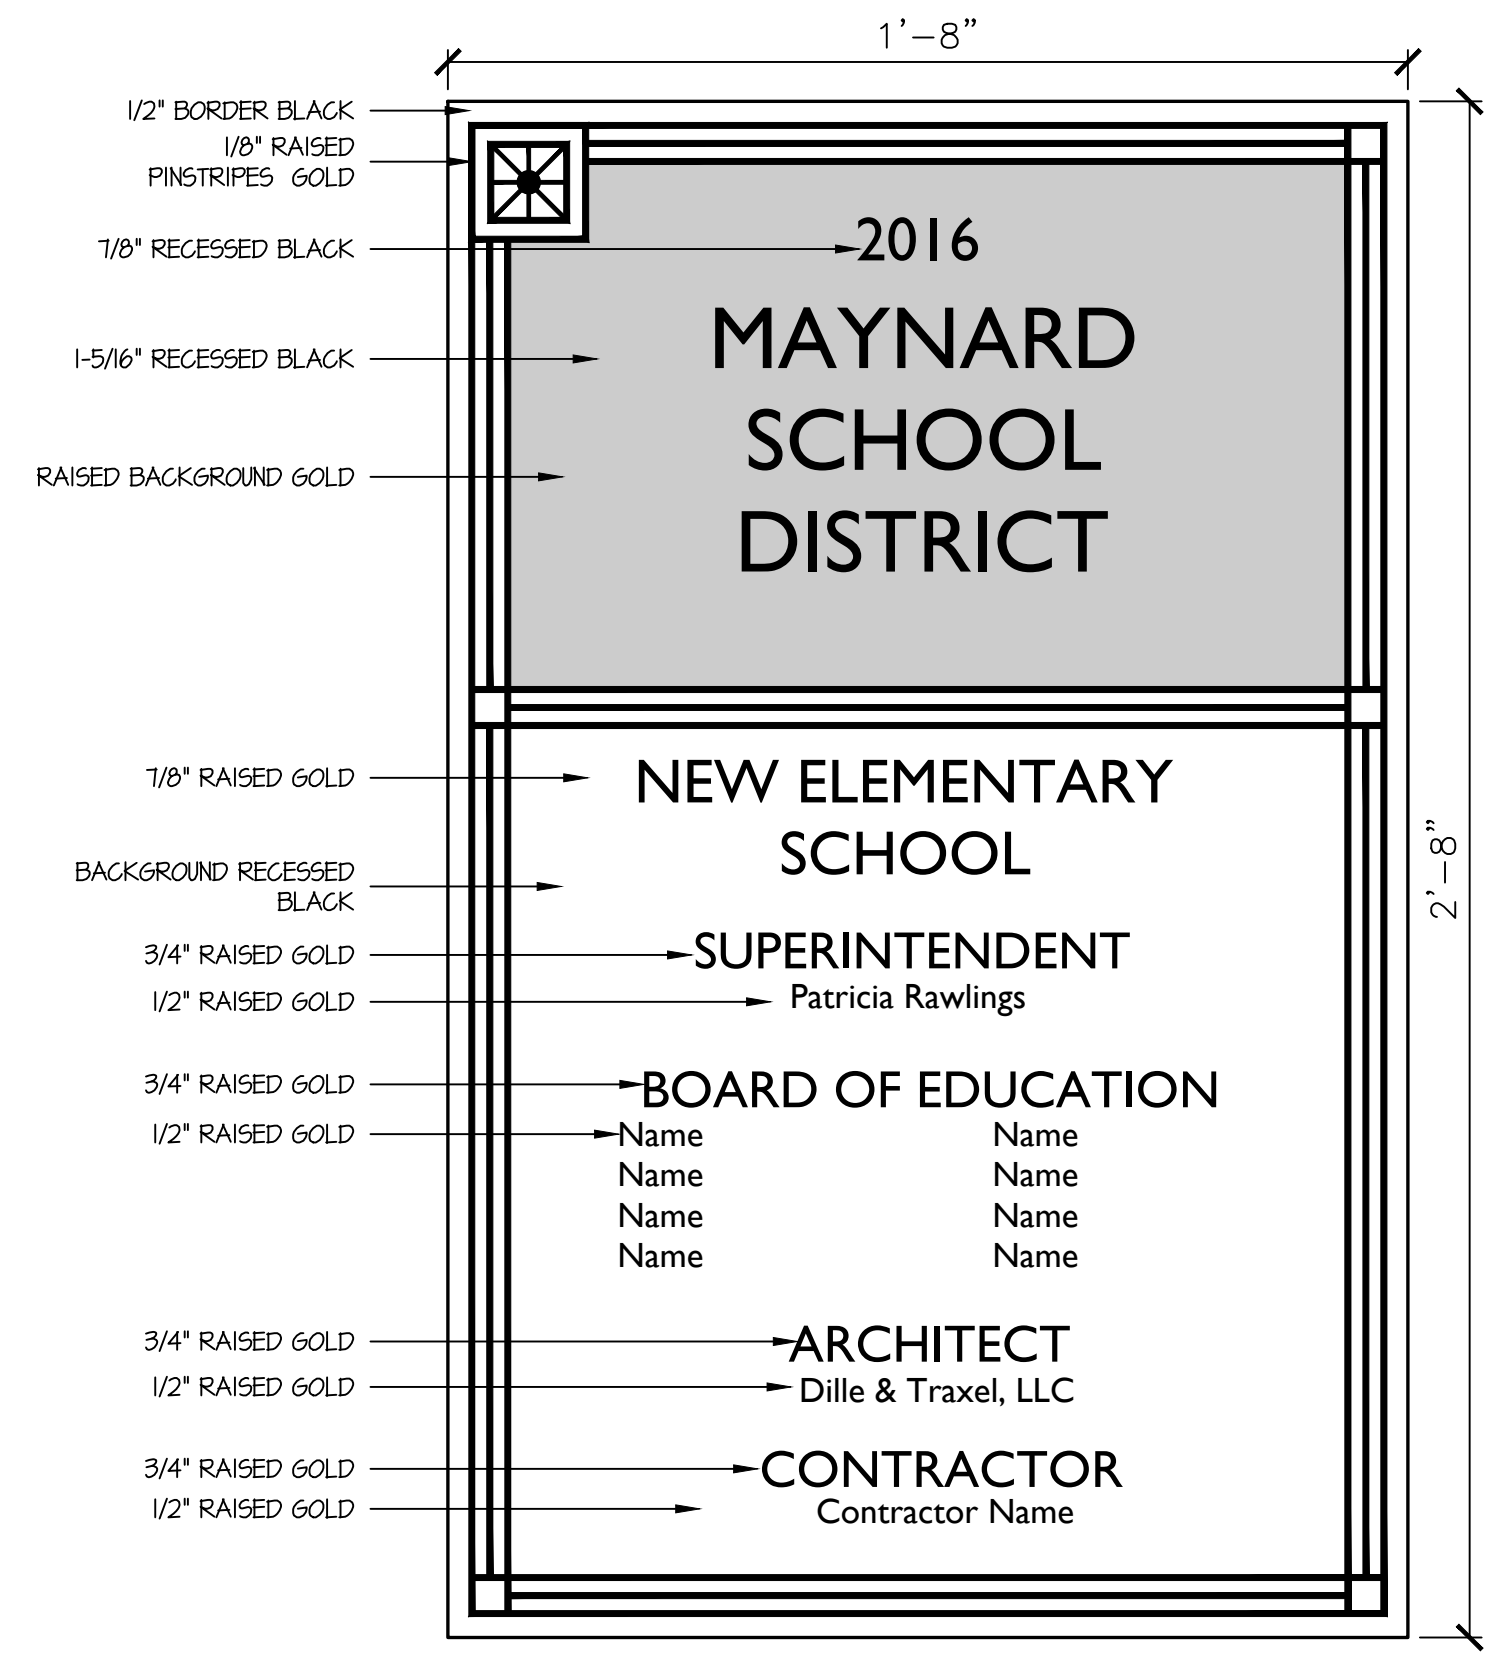 1'-8"
1/2" BORDER BLACK
1/8" RAISED
PINSTRIPES GOLD
7/8" RECESSED BLACK
2016
1-5/16" RECESSED BLACK
MAYNARD
SCHOOL
DISTRICT
RAISED BACKGROUND GOLD
7/8" RAISED GOLD
NEW ELEMENTARY
SCHOOL
BACKGROUND RECESSED
BLACK
2'-8"
3/4" RAISED GOLD
SUPERINTENDENT
1/2" RAISED GOLD
Patricia Rawlings
3/4" RAISED GOLD
BOARD OF EDUCATION
1/2" RAISED GOLD
Name Name
Name Name
Name Name
Name Name
3/4" RAISED GOLD
ARCHITECT
1/2" RAISED GOLD
Dille & Traxel, LLC
3/4" RAISED GOLD
CONTRACTOR
1/2" RAISED GOLD
Contractor Name